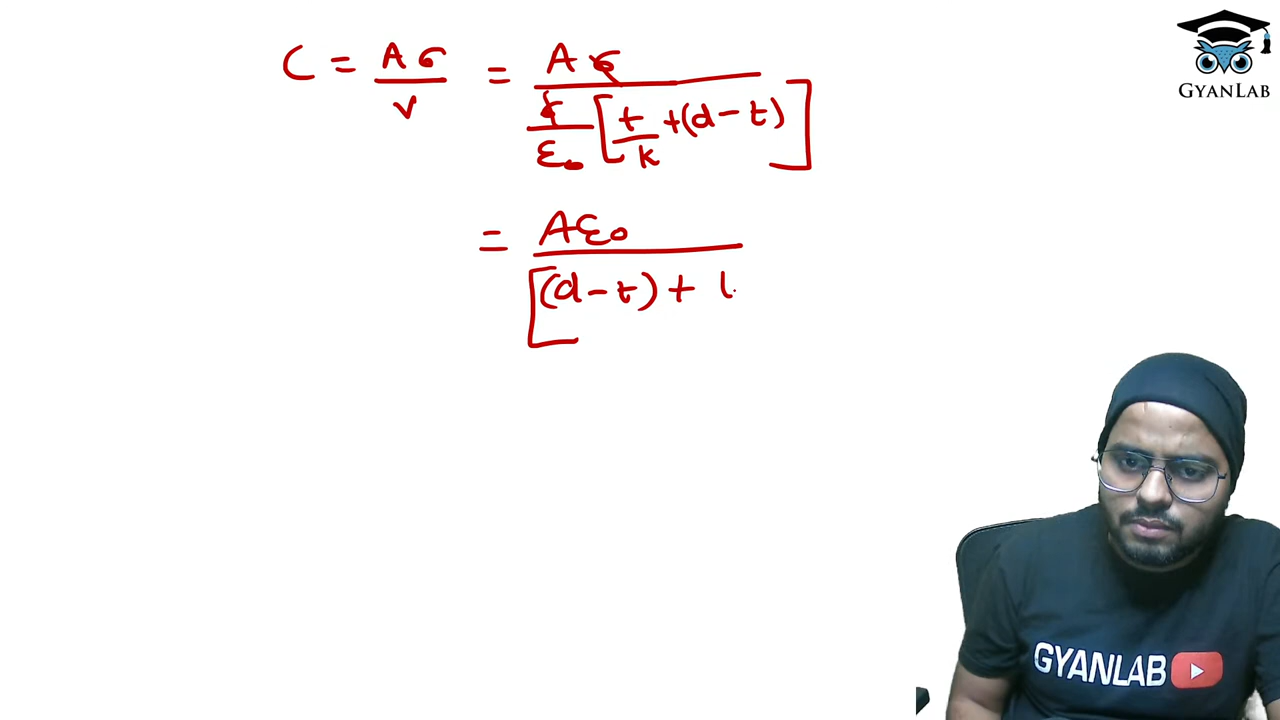 C = Aσ/V = Aσ / (σ/ε₀ [t/k + (d-t)])
= Aε₀ / [(d-t) +
GYANLAB
GYANLAB